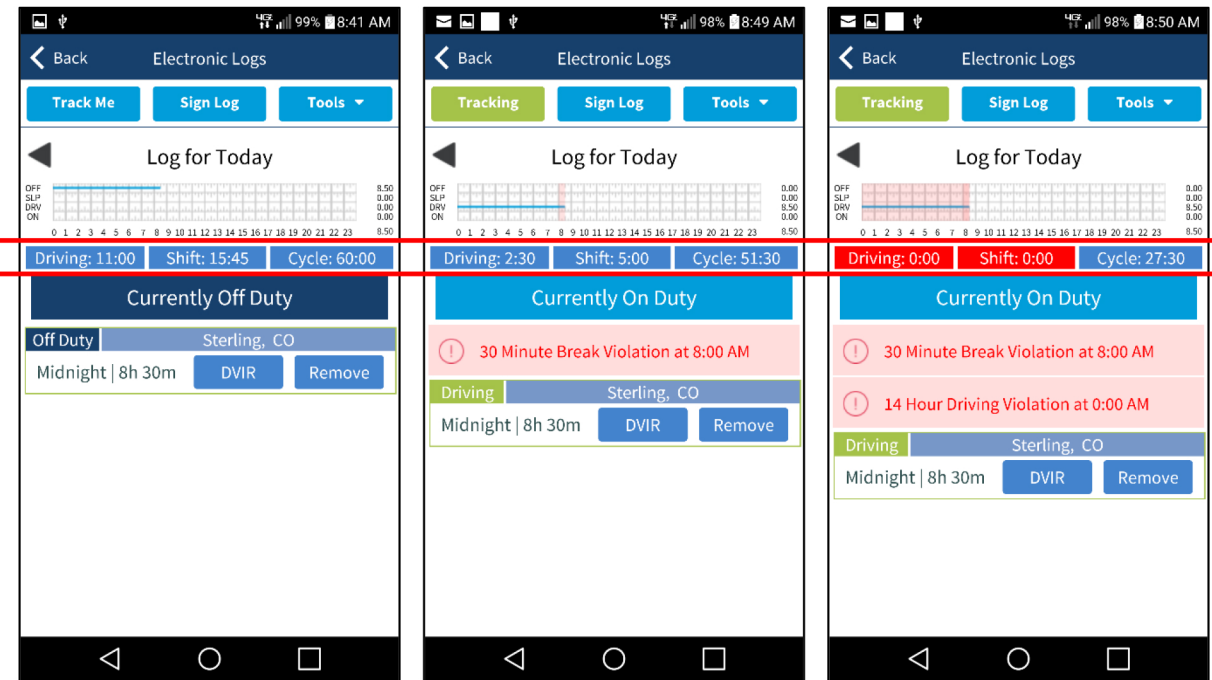 4G 99% 8:41 AM
Back Electronic Logs
Track Me Sign Log Tools
Log for Today
OFF 8.50
SLP 0.00
DRV 0.00
ON 0.00
0 1 2 3 4 5 6 7 8 9 10 11 12 13 14 15 16 17 18 19 20 21 22 23 8.50
Driving: 11:00 Shift: 15:45 Cycle: 60:00
Currently Off Duty
Off Duty Sterling, CO
Midnight | 8h 30m DVIR Remove
4G 98% 8:49 AM
Back Electronic Logs
Tracking Sign Log Tools
Log for Today
OFF 0.00
SLP 0.00
DRV 8.50
ON 0.00
0 1 2 3 4 5 6 7 8 9 10 11 12 13 14 15 16 17 18 19 20 21 22 23 8.50
Driving: 2:30 Shift: 5:00 Cycle: 51:30
Currently On Duty
30 Minute Break Violation at 8:00 AM
Driving Sterling, CO
Midnight | 8h 30m DVIR Remove
4G 98% 8:50 AM
Back Electronic Logs
Tracking Sign Log Tools
Log for Today
OFF 0.00
SLP 0.00
DRV 8.50
ON 0.00
0 1 2 3 4 5 6 7 8 9 10 11 12 13 14 15 16 17 18 19 20 21 22 23 8.50
Driving: 0:00 Shift: 0:00 Cycle: 27:30
Currently On Duty
30 Minute Break Violation at 8:00 AM
14 Hour Driving Violation at 0:00 AM
Driving Sterling, CO
Midnight | 8h 30m DVIR Remove